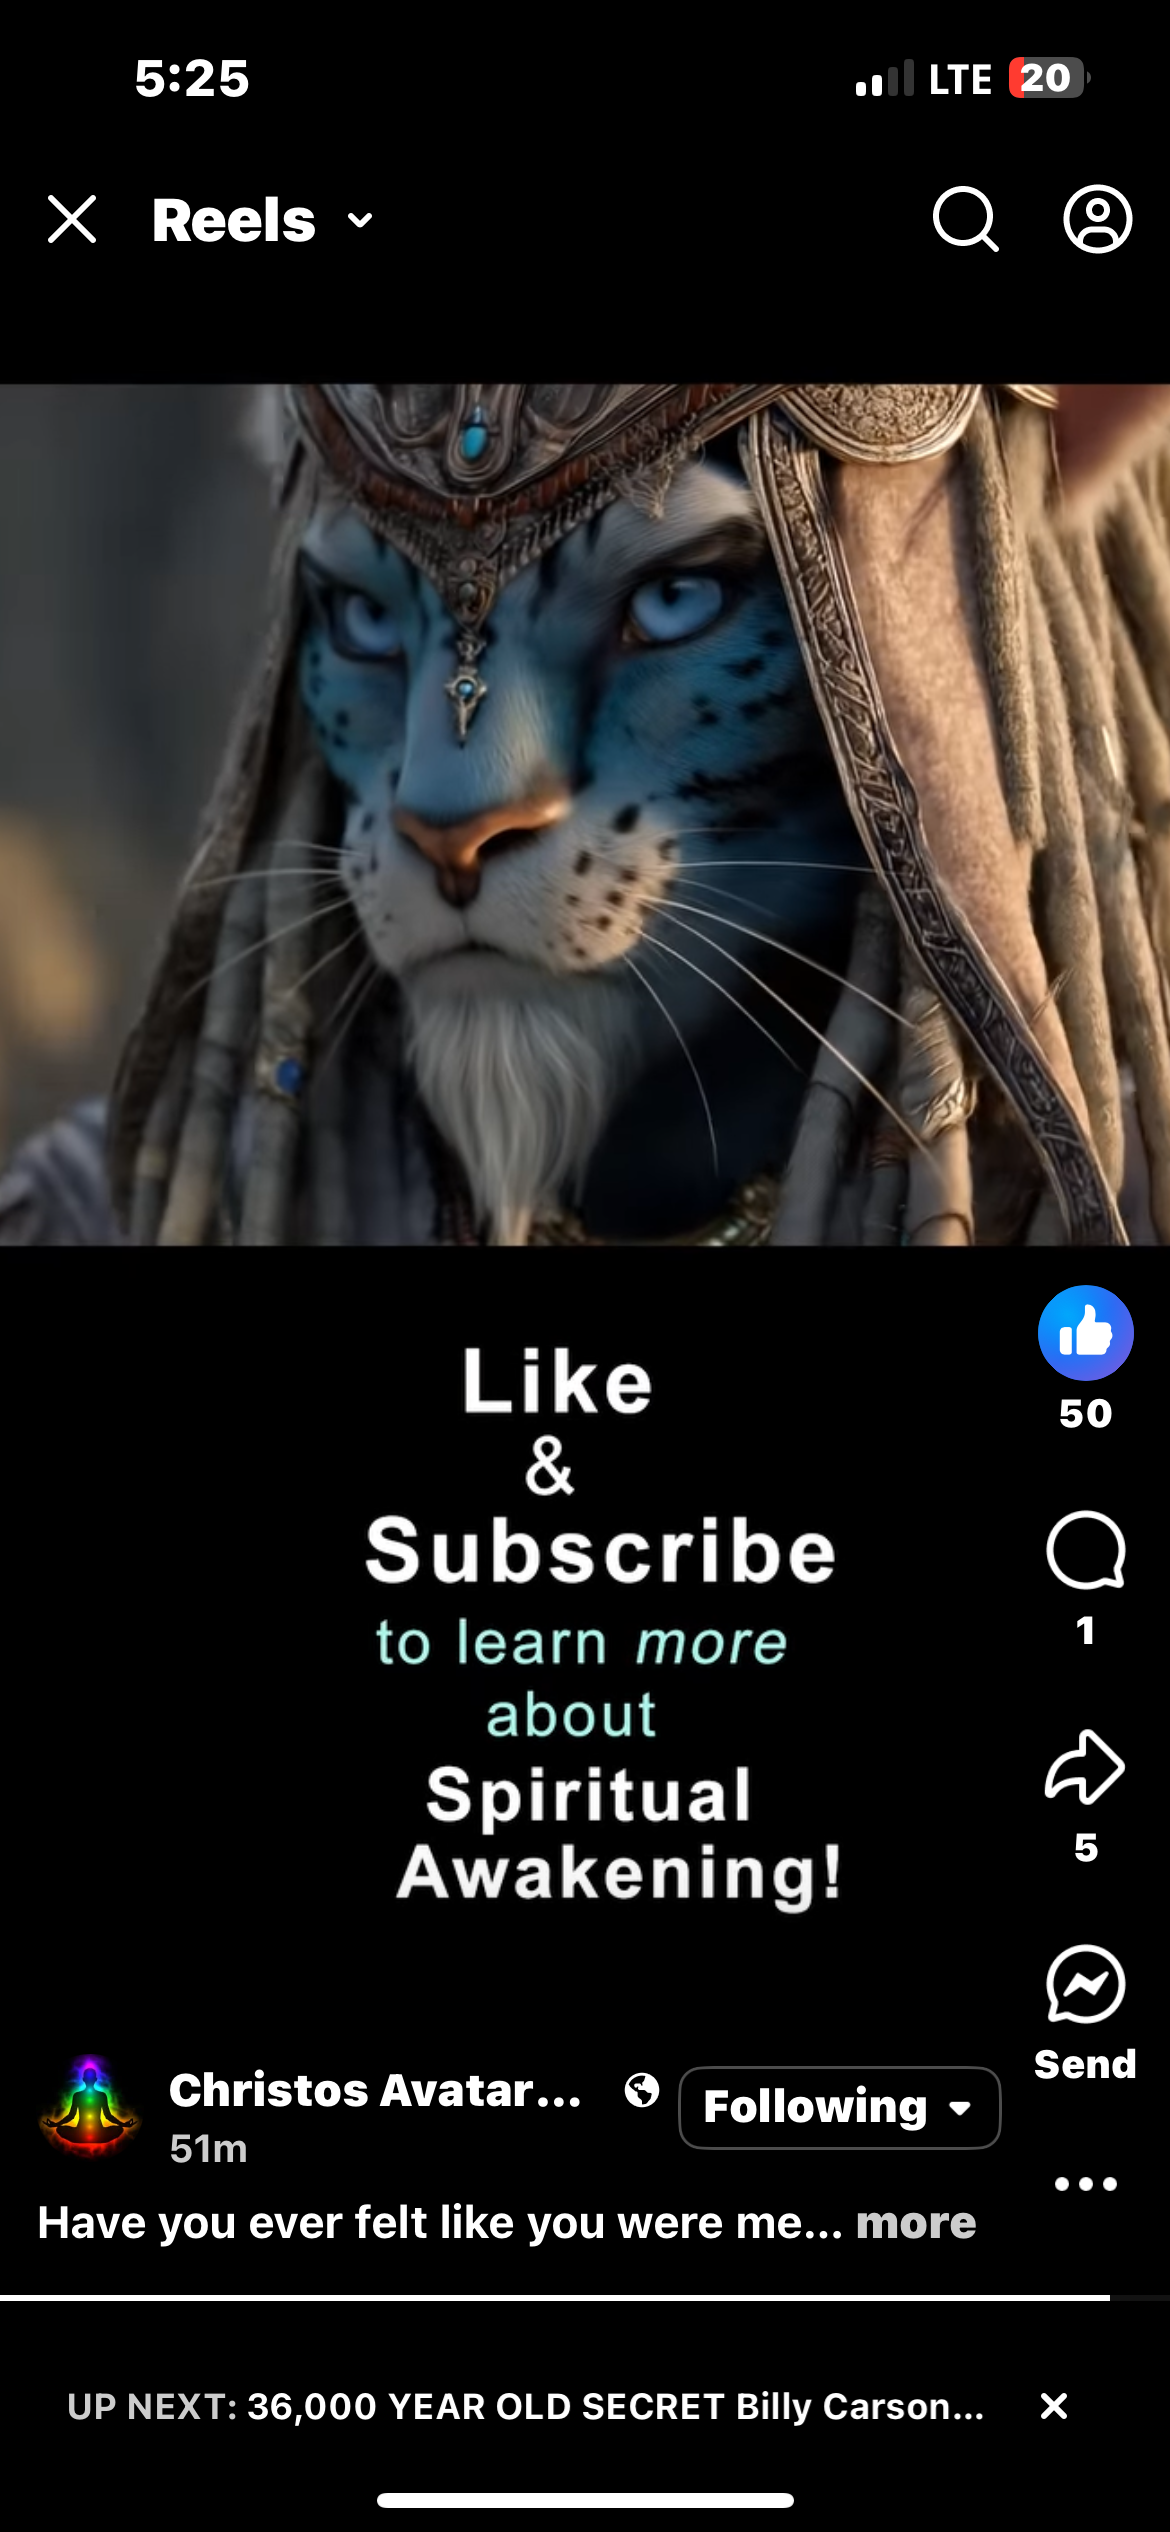 5:25
LTE 20
Reels
Like
&
Subscribe
to learn more
about
Spiritual
Awakening!
50
1
5
Send
Christos Avatar...
Following
51m
Have you ever felt like you were me... more
UP NEXT: 36,000 YEAR OLD SECRET Billy Carson...